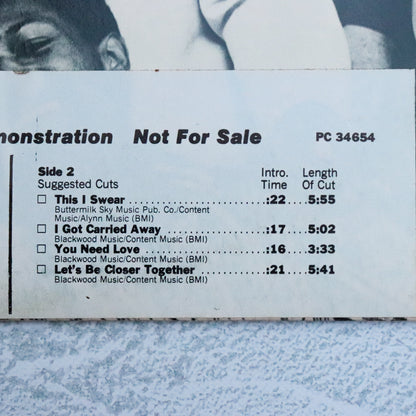 monstration Not For Sale PC 34654
Side 2 Intro. Length
Suggested Cuts Time Of Cut
☐ This I Swear ........................:22....5:55
Buttermilk Sky Music Pub. Co./Content
Music/Alynn Music (BMI)
☐ I Got Carried Away ..................:17....5:02
Blackwood Music/Content Music (BMI)
☐ You Need Love ......................:16....3:33
Blackwood Music/Content Music (BMI)
☐ Let's Be Closer Together ............:21....5:41
Blackwood Music/Content Music (BMI)